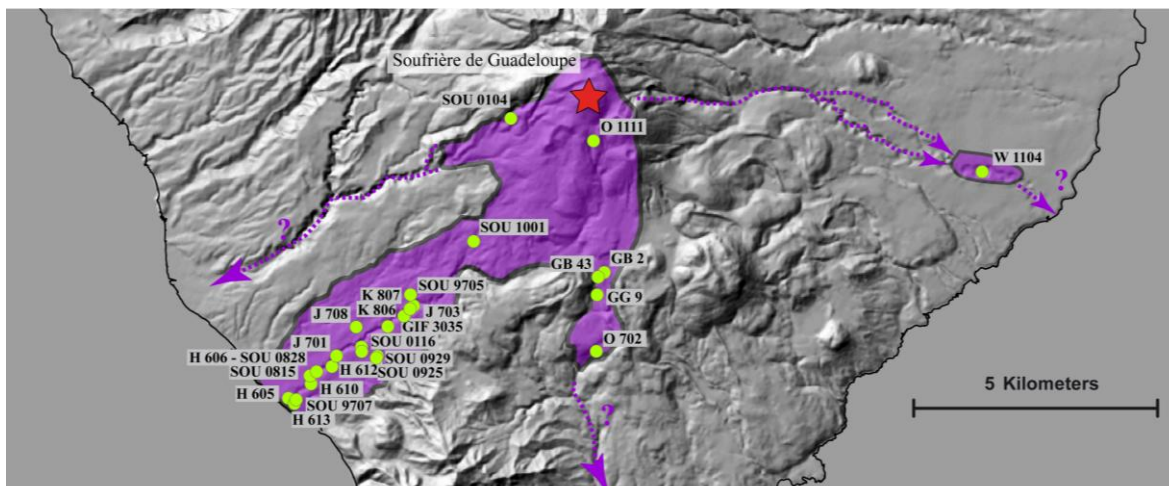 Soufrière de Guadeloupe
SOU 0104
O 1111
W 1104
?
?
SOU 1001
GB 2
GB 43
SOU 9705
K 807
GG 9
K 806
J 703
J 708
GIF 3035
J 701
SOU 0116
O 702
H 606 - SOU 0828
SOU 0929
SOU 0815
H 612
SOU 0925
5 Kilometers
H 610
H 605
SOU 9707
?
H 613